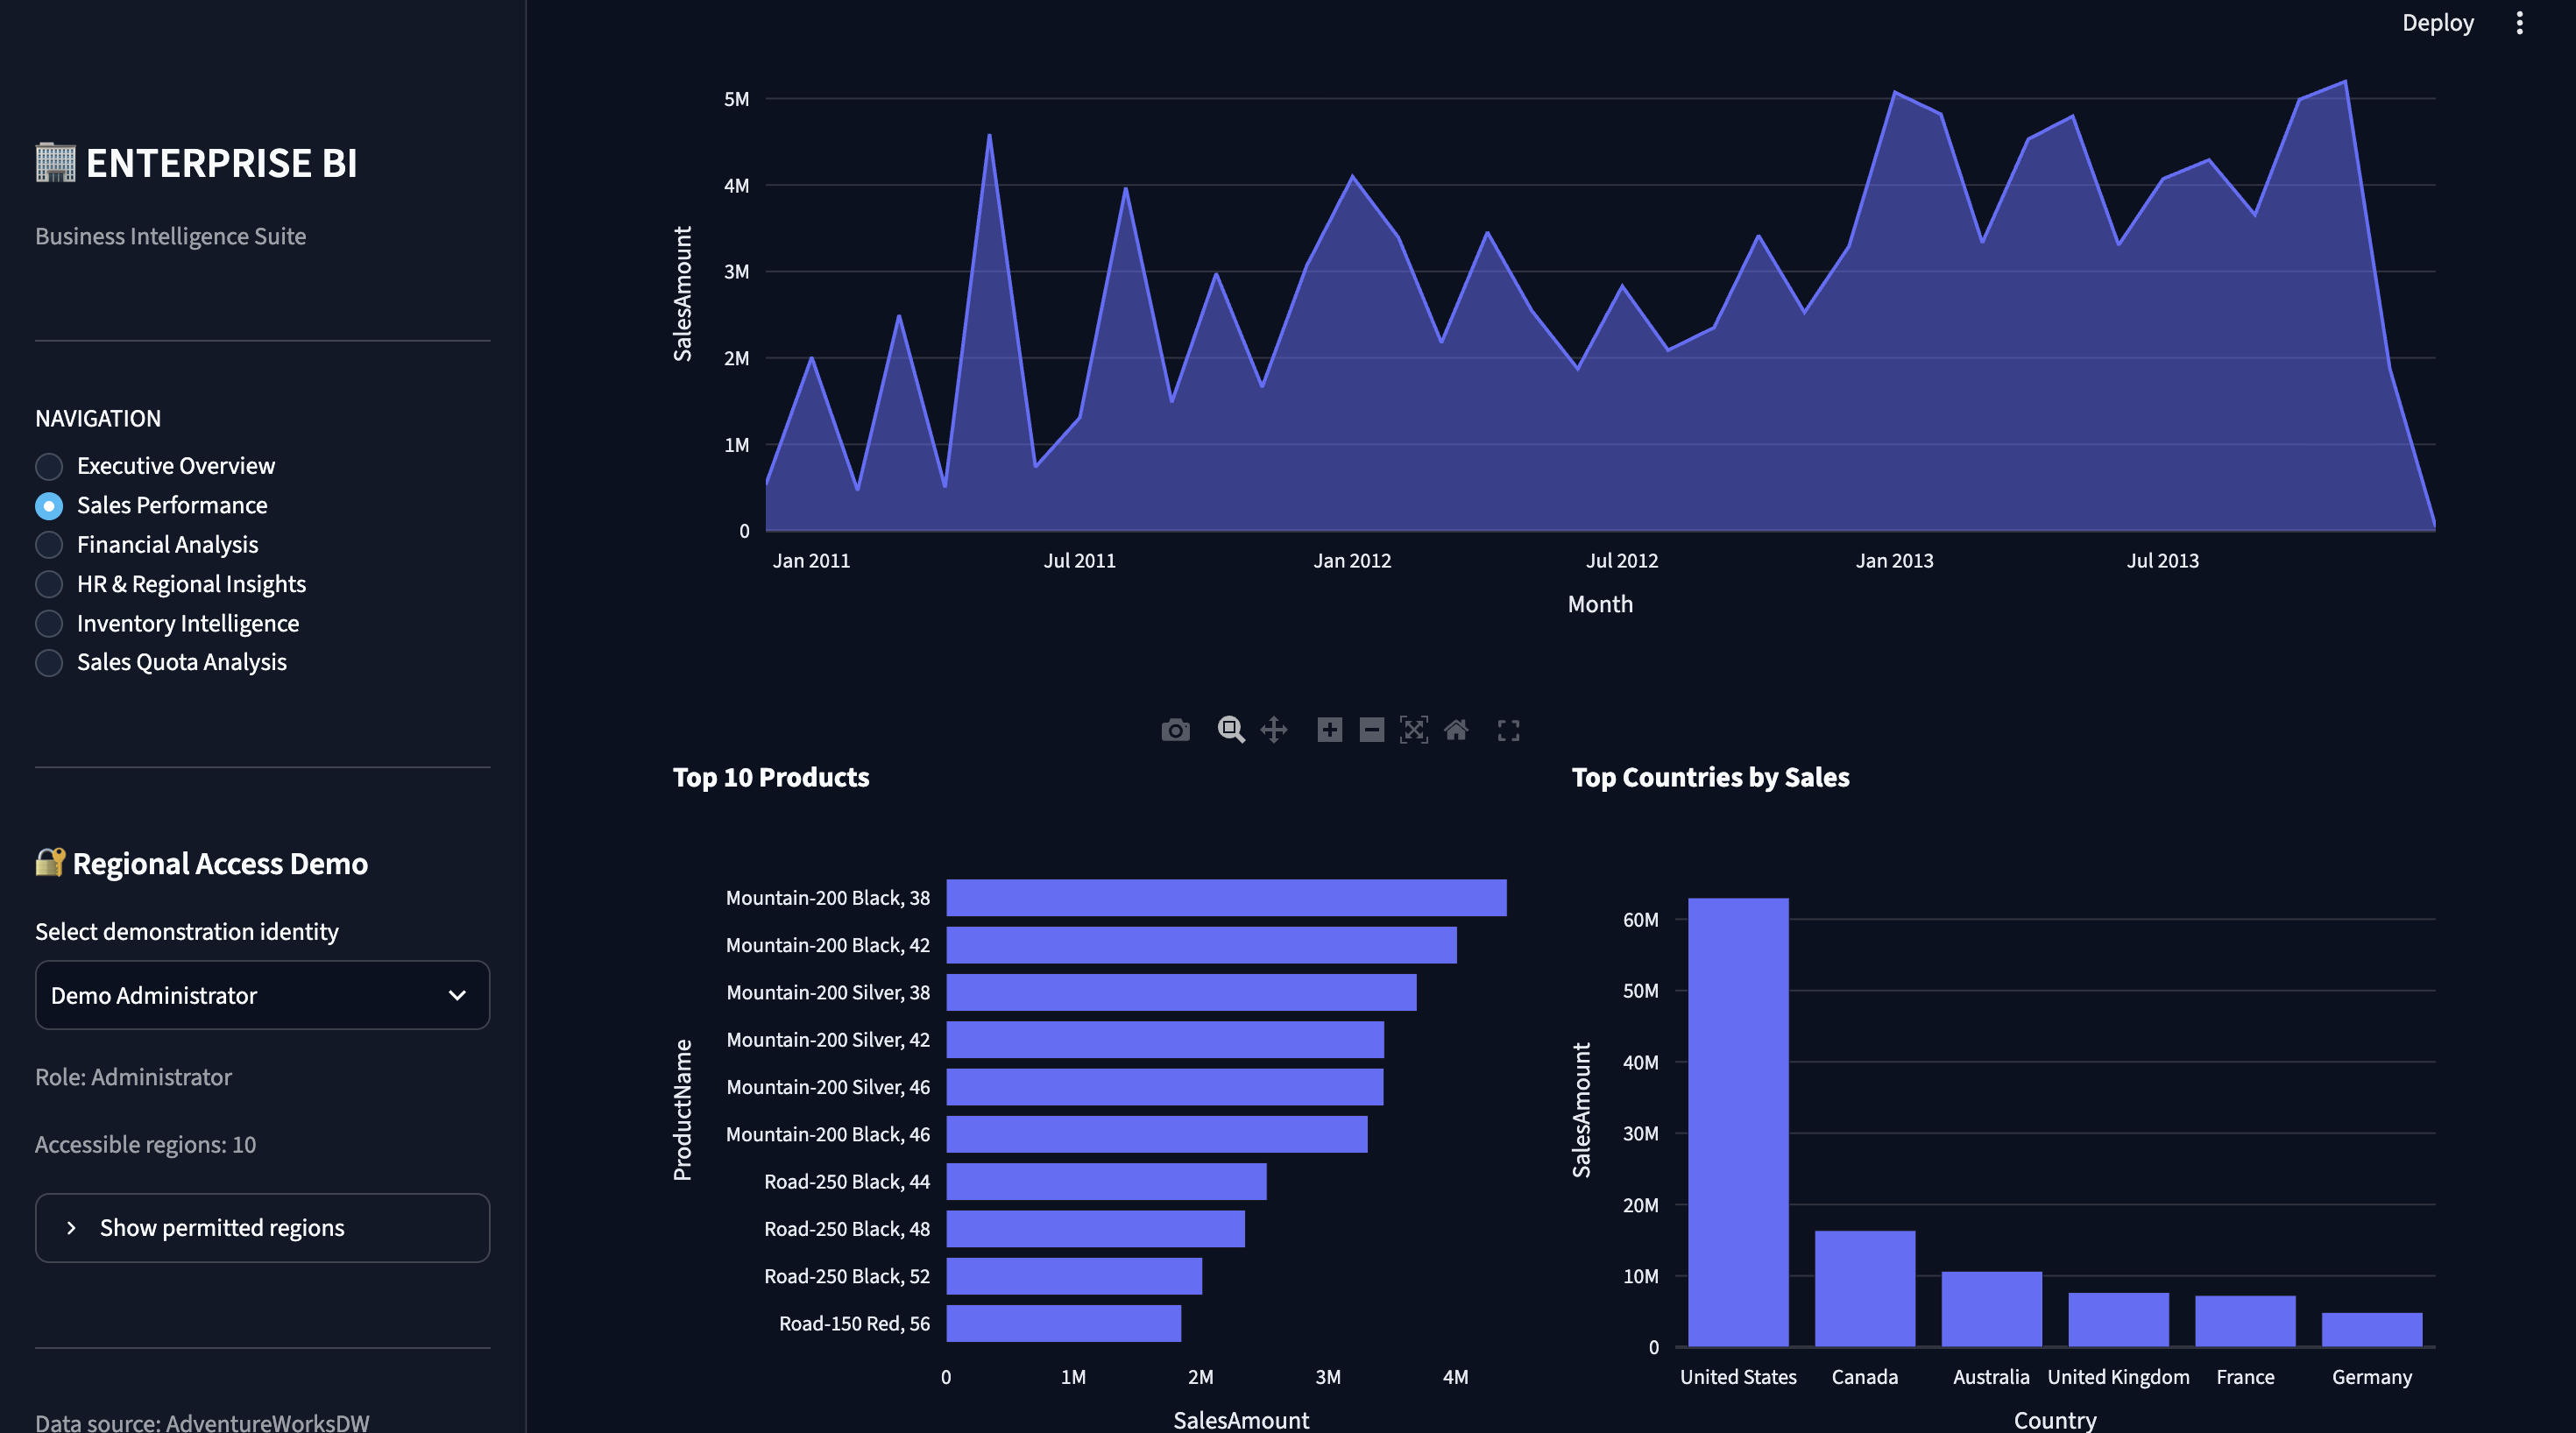 Deploy
ENTERPRISE BI
Business Intelligence Suite
NAVIGATION
Executive Overview
Sales Performance
Financial Analysis
HR & Regional Insights
Inventory Intelligence
Sales Quota Analysis
Regional Access Demo
Select demonstration identity
Demo Administrator
Role: Administrator
Accessible regions: 10
Show permitted regions
Data source: AdventureWorksDW
SalesAmount
5M
4M
3M
2M
1M
0
Jan 2011
Jul 2011
Jan 2012
Jul 2012
Jan 2013
Jul 2013
Month
Top 10 Products
ProductName
Mountain-200 Black, 38
Mountain-200 Black, 42
Mountain-200 Silver, 38
Mountain-200 Silver, 42
Mountain-200 Silver, 46
Mountain-200 Black, 46
Road-250 Black, 44
Road-250 Black, 48
Road-250 Black, 52
Road-150 Red, 56
0
1M
2M
3M
4M
SalesAmount
Top Countries by Sales
SalesAmount
60M
50M
40M
30M
20M
10M
0
United States
Canada
Australia
United Kingdom
France
Germany
Country